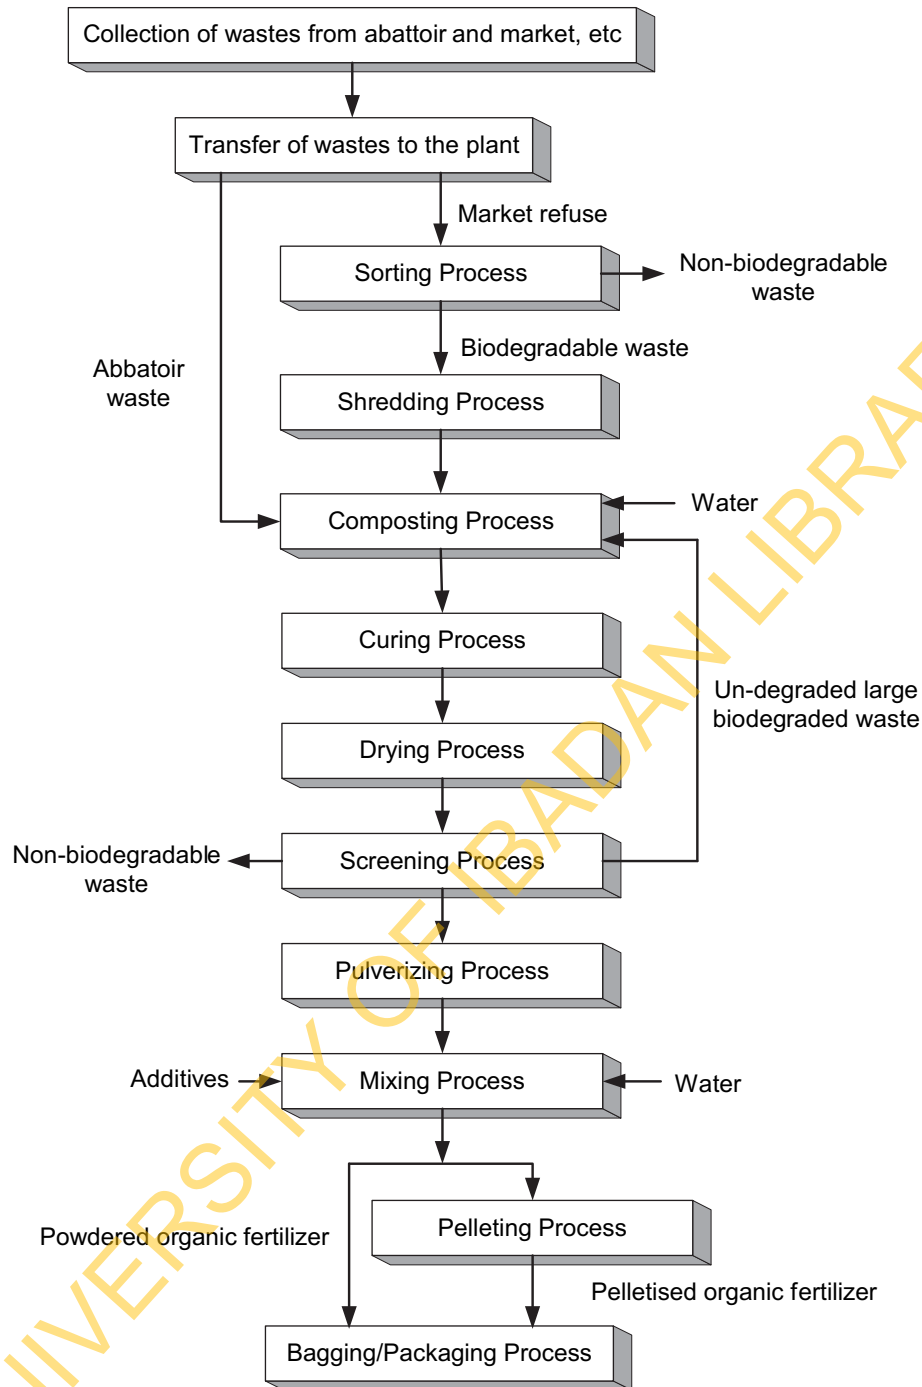 Collection of wastes from abattoir and market, etc
Transfer of wastes to the plant
Market refuse
Sorting Process
Non-biodegradable
waste
Biodegradable waste
Abbatoir
waste
Shredding Process
Composting Process
Water
Curing Process
Un-degraded large
biodegraded waste
Drying Process
Non-biodegradable
waste
Screening Process
Pulverizing Process
Additives
Mixing Process
Water
Powdered organic fertilizer
Pelleting Process
Pelletised organic fertilizer
Bagging/Packaging Process
UNIVERSITY OF IBADAN LIBRAR